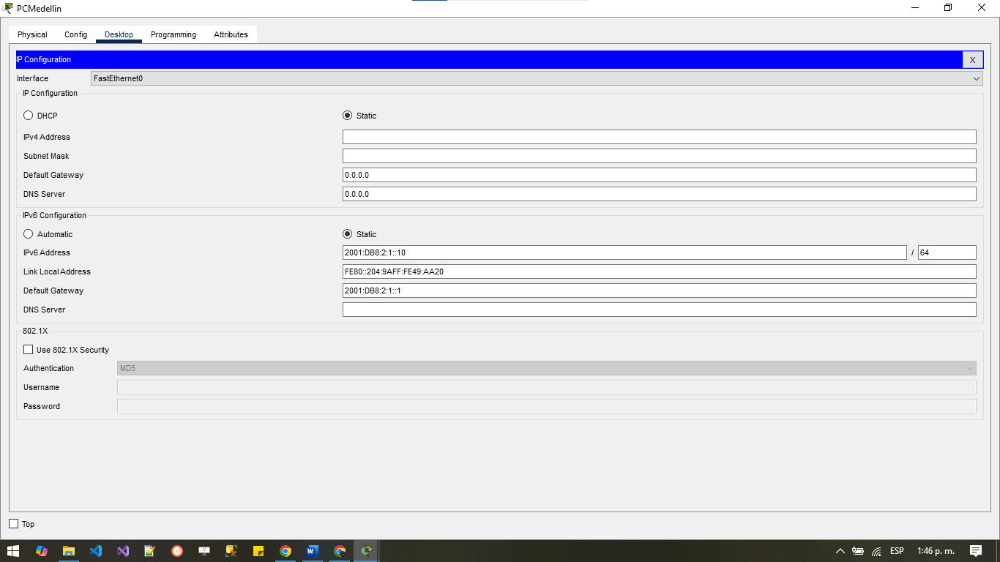 PCMedellin
Physical Config Desktop Programming Attributes
IP Configuration X
Interface FastEthernet0
IP Configuration
DHCP Static
IPv4 Address
Subnet Mask
Default Gateway 0.0.0.0
DNS Server 0.0.0.0
IPv6 Configuration
Automatic Static
IPv6 Address 2001:DB8:2:1::10 / 64
Link Local Address FE80::204:9AFF:FE49:AA20
Default Gateway 2001:DB8:2:1::1
DNS Server
802.1X
Use 802.1X Security
Authentication MD5
Username
Password
Top
ESP 1:46 p. m.